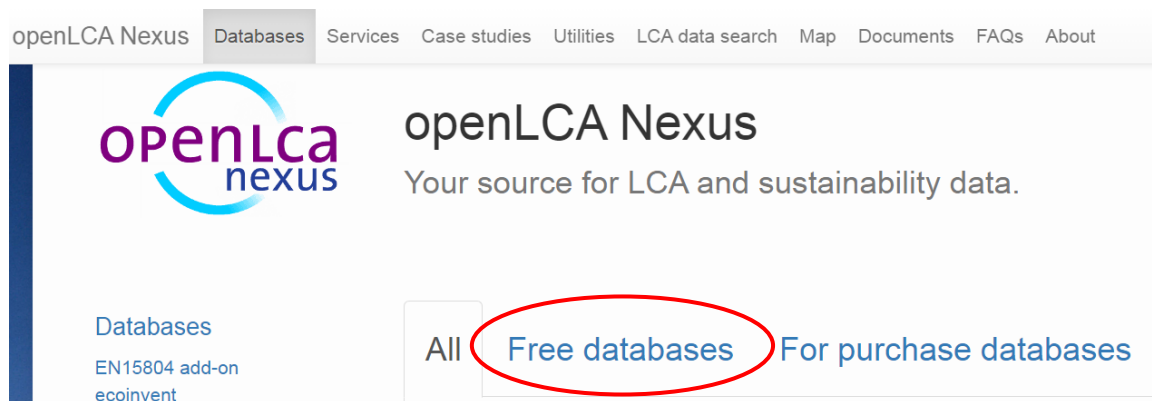 openLCA Nexus Databases Services Case studies Utilities LCA data search Map Documents FAQs About
openLca
nexus
openLCA Nexus
Your source for LCA and sustainability data.
Databases
EN15804 add-on
ecoinvent
All Free databases For purchase databases